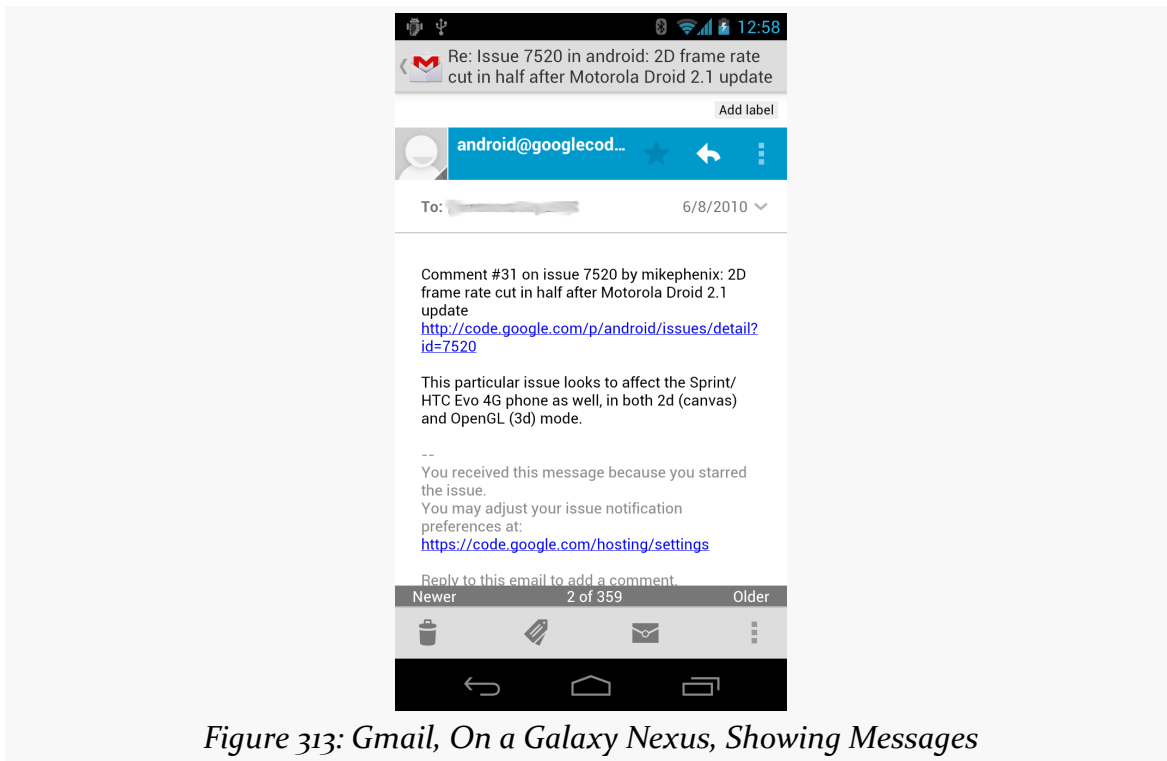 12:58
Re: Issue 7520 in android: 2D frame rate
cut in half after Motorola Droid 2.1 update
Add label
android@googlecod...
To:
6/8/2010
Comment #31 on issue 7520 by mikephenix: 2D
frame rate cut in half after Motorola Droid 2.1
update
http://code.google.com/p/android/issues/detail?
id=7520
This particular issue looks to affect the Sprint/
HTC Evo 4G phone as well, in both 2d (canvas)
and OpenGL (3d) mode.
--
You received this message because you starred
the issue.
You may adjust your issue notification
preferences at:
https://code.google.com/hosting/settings
Reply to this email to add a comment.
Newer 2 of 359 Older
Figure 313: Gmail, On a Galaxy Nexus, Showing Messages